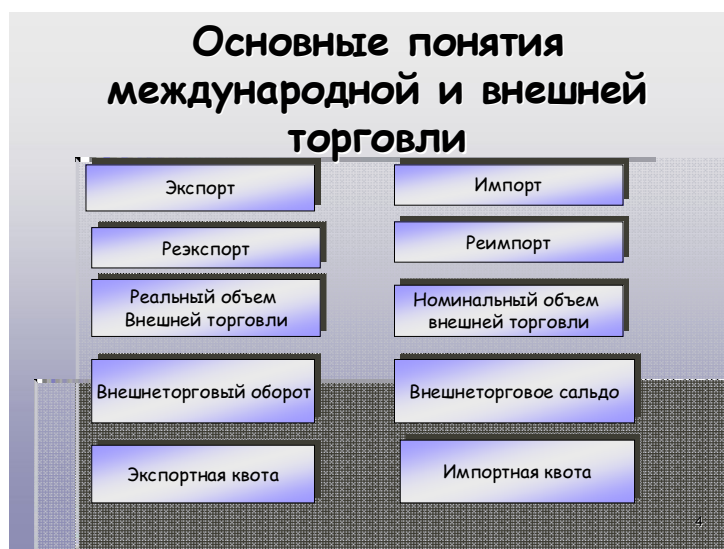 Основные понятия
международной и внешней
торговли
Экспорт
Импорт
Реэкспорт
Реимпорт
Реальный объем
Внешней торговли
Номинальный объем
внешней торговли
Внешнеторговый оборот
Внешнеторговое сальдо
Экспортная квота
Импортная квота
4